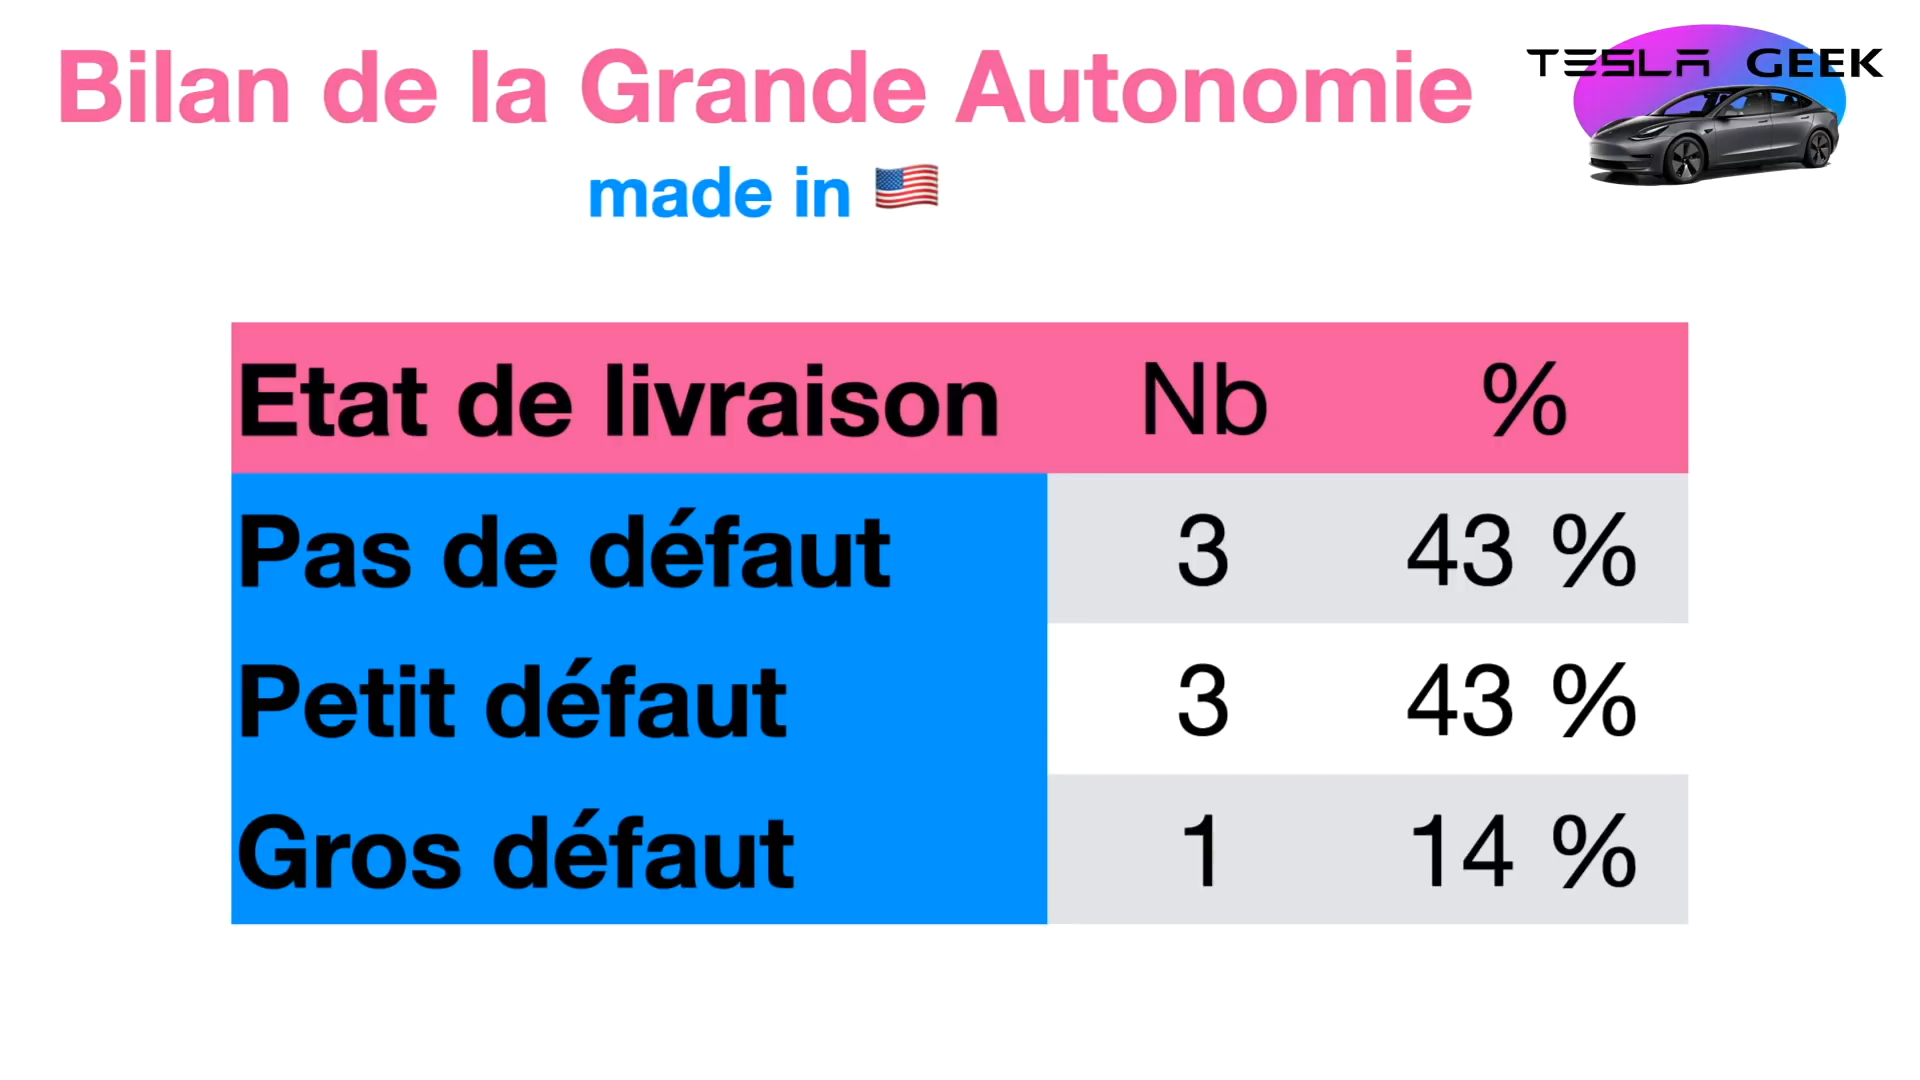 Bilan de la Grande Autonomie
TESLA GEEK
made in 🇺🇸
Etat de livraison Nb %
Pas de défaut 3 43 %
Petit défaut 3 43 %
Gros défaut 1 14 %